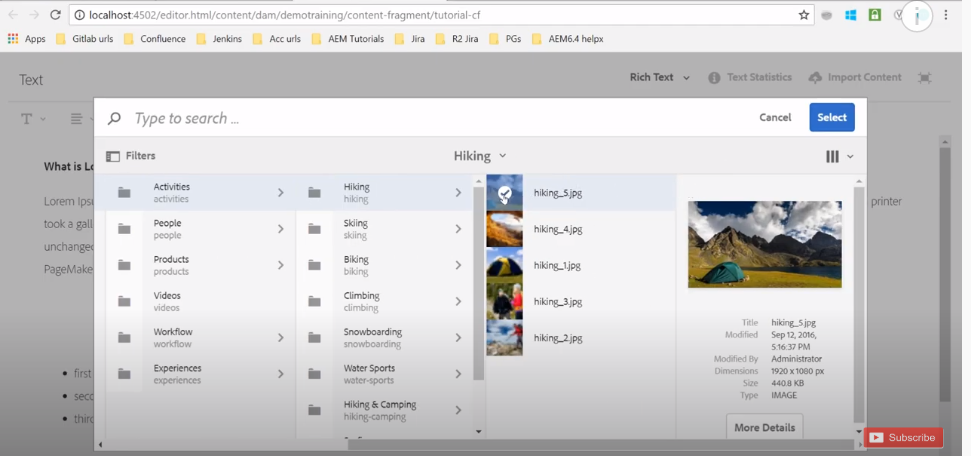 localhost:4502/editor.html/content/dam/demotraining/content-fragment/tutorial-cf
Apps Gitlab urls Confluence Jenkins Acc urls AEM Tutorials Jira R2 Jira PGs AEM6.4 helpx
Text Rich Text Text Statistics Import Content
Type to search ... Cancel Select
Filters Hiking
What is Lo
Lorem Ipsu
took a gall
unchanged
PageMake
first
seco
third
printer
Activities
activities
People
people
Products
products
Videos
videos
Workflow
workflow
Experiences
experiences
Hiking
hiking
Skiing
skiing
Biking
biking
Climbing
climbing
Snowboarding
snowboarding
Water Sports
water-sports
Hiking & Camping
hiking-camping
hiking_5.jpg
hiking_4.jpg
hiking_1.jpg
hiking_3.jpg
hiking_2.jpg
Title hiking_5.jpg
Modified Sep 12, 2016,
5:16:37 PM
Modified By Administrator
Dimensions 1920 x 1080 px
Size 440.8 KB
Type IMAGE
More Details
Subscribe